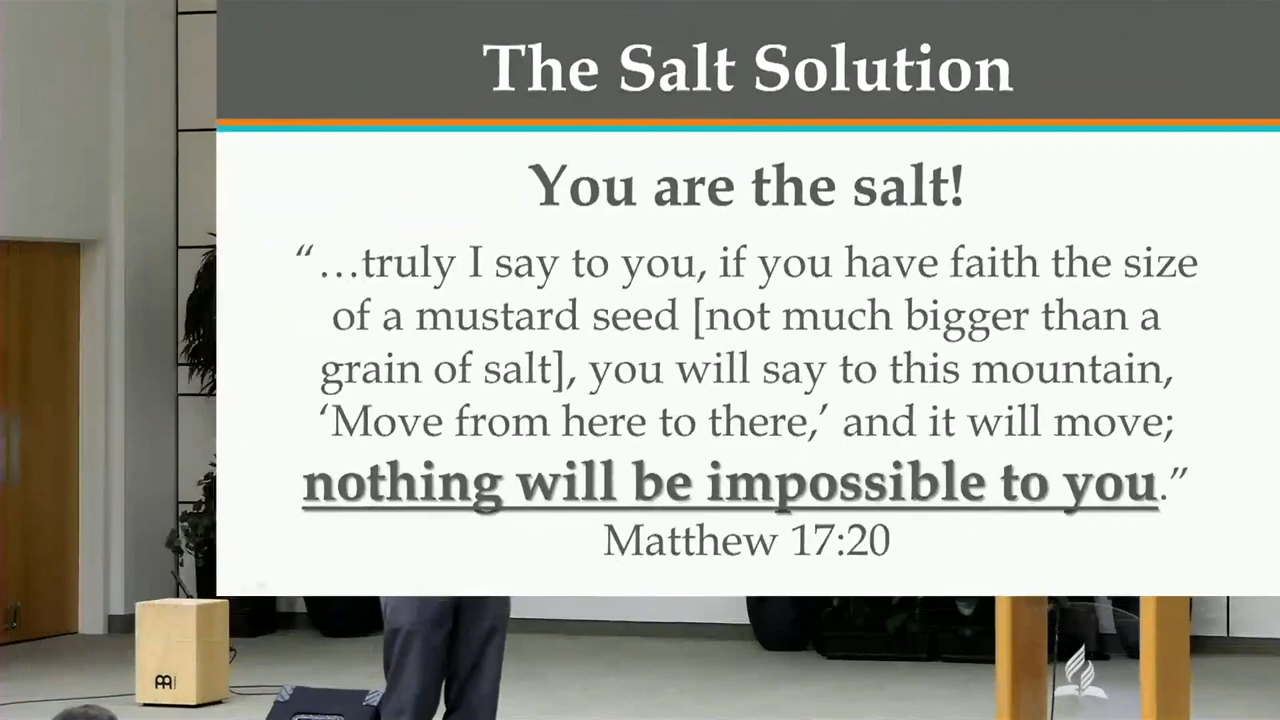 The Salt Solution
You are the salt!
“…truly I say to you, if you have faith the size
of a mustard seed [not much bigger than a
grain of salt], you will say to this mountain,
‘Move from here to there,’ and it will move;
nothing will be impossible to you.”
Matthew 17:20